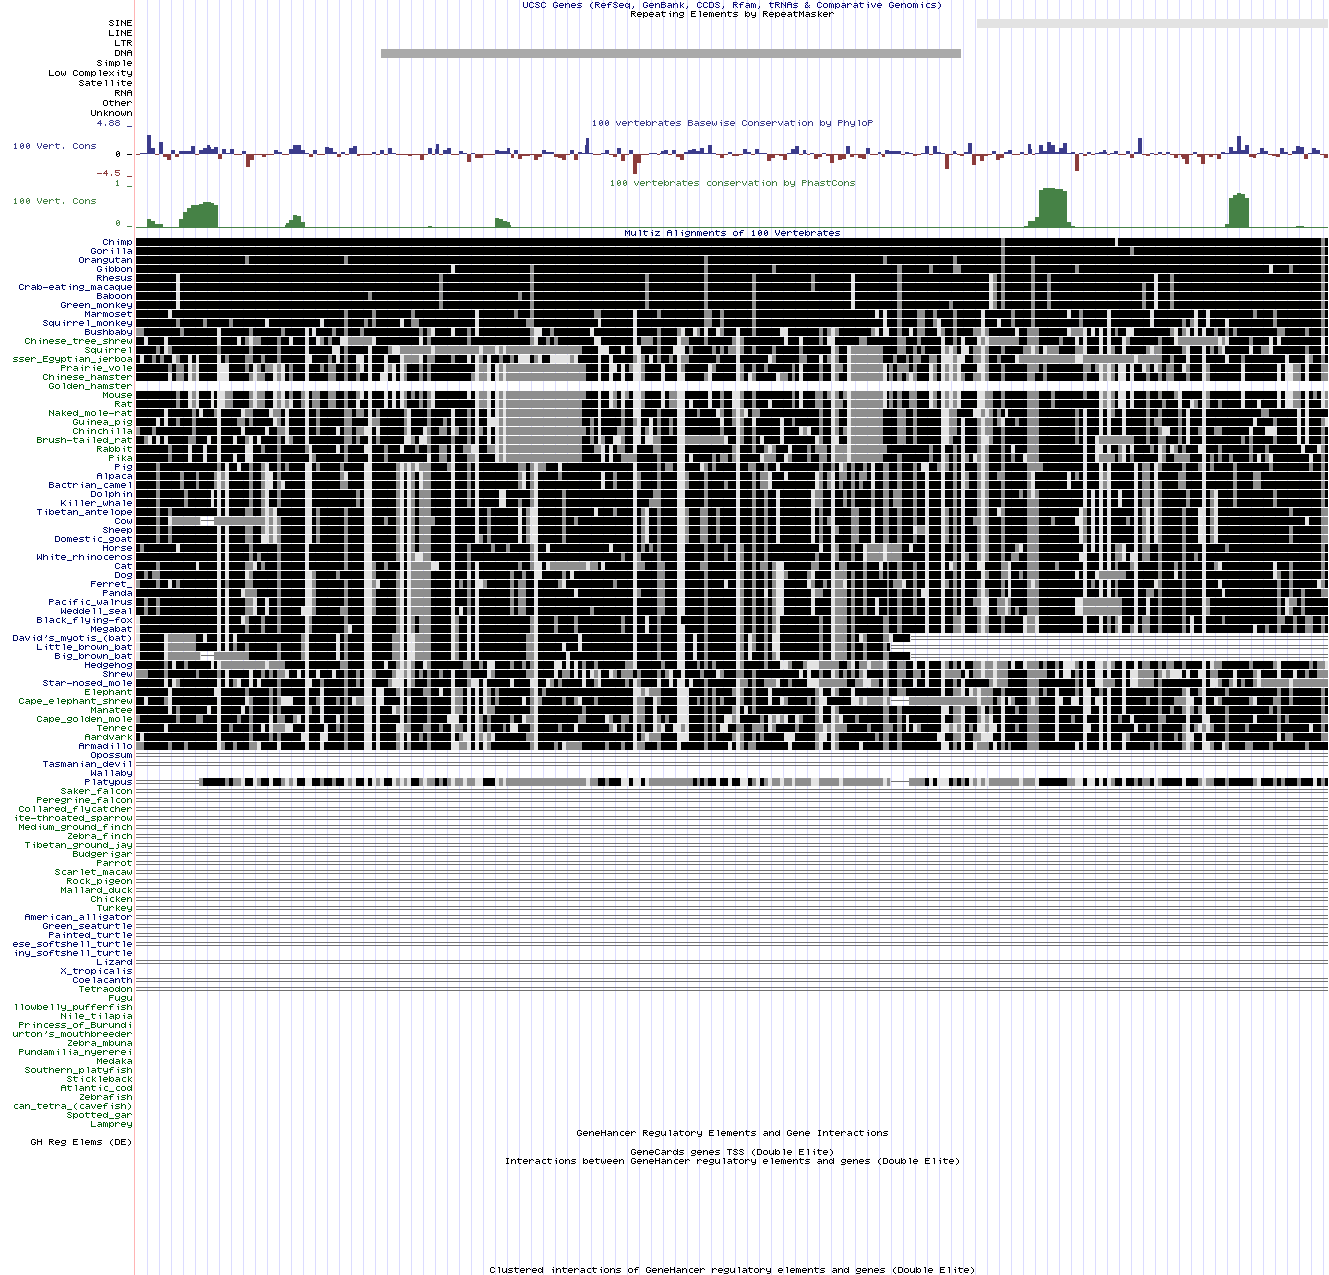 UCSC Genes (RefSeq, GenBank, CCDS, Rfam, tRNAs & Comparative Genomics)
Repeating Elements by RepeatMasker
SINE
LINE
LTR
DNA
Simple
Low Complexity
Satellite
RNA
Other
Unknown
100 vertebrates Basewise Conservation by PhyloP
4.88 _
100 Vert. Cons
0 _
-4.5 _
100 vertebrates conservation by PhastCons
1 _
100 Vert. Cons
0 _
Multiz Alignments of 100 Vertebrates
Chimp
Gorilla
Orangutan
Gibbon
Rhesus
Crab-eating_macaque
Baboon
Green_monkey
Marmoset
Squirrel_monkey
Bushbaby
Chinese_tree_shrew
Squirrel
sser_Egyptian_jerboa
Prairie_vole
Chinese_hamster
Golden_hamster
Mouse
Rat
Naked_mole-rat
Guinea_pig
Chinchilla
Brush-tailed_rat
Rabbit
Pika
Pig
Alpaca
Bactrian_camel
Dolphin
Killer_whale
Tibetan_antelope
Cow
Sheep
Domestic_goat
Horse
White_rhinoceros
Cat
Dog
Ferret_
Panda
Pacific_walrus
Weddell_seal
Black_flying-fox
Megabat
David's_myotis_(bat)
Little_brown_bat
Big_brown_bat
Hedgehog
Shrew
Star-nosed_mole
Elephant
Cape_elephant_shrew
Manatee
Cape_golden_mole
Tenrec
Aardvark
Armadillo
Opossum
Tasmanian_devil
Wallaby
Platypus
Saker_falcon
Peregrine_falcon
Collared_flycatcher
ite-throated_sparrow
Medium_ground_finch
Zebra_finch
Tibetan_ground_jay
Budgerigar
Parrot
Scarlet_macaw
Rock_pigeon
Mallard_duck
Chicken
Turkey
American_alligator
Green_seaturtle
Painted_turtle
ese_softshell_turtle
iny_softshell_turtle
Lizard
X_tropicalis
Coelacanth
Tetraodon
Fugu
llowbelly_pufferfish
Nile_tilapia
Princess_of_Burundi
urton's_mouthbreeder
Zebra_mbuna
Pundamilia_nyererei
Medaka
Southern_platyfish
Stickleback
Atlantic_cod
Zebrafish
can_tetra_(cavefish)
Spotted_gar
Lamprey
GeneHancer Regulatory Elements and Gene Interactions
GH Reg Elems (DE)
GeneCards genes TSS (Double Elite)
Interactions between GeneHancer regulatory elements and genes (Double Elite)
Clustered interactions of GeneHancer regulatory elements and genes (Double Elite)